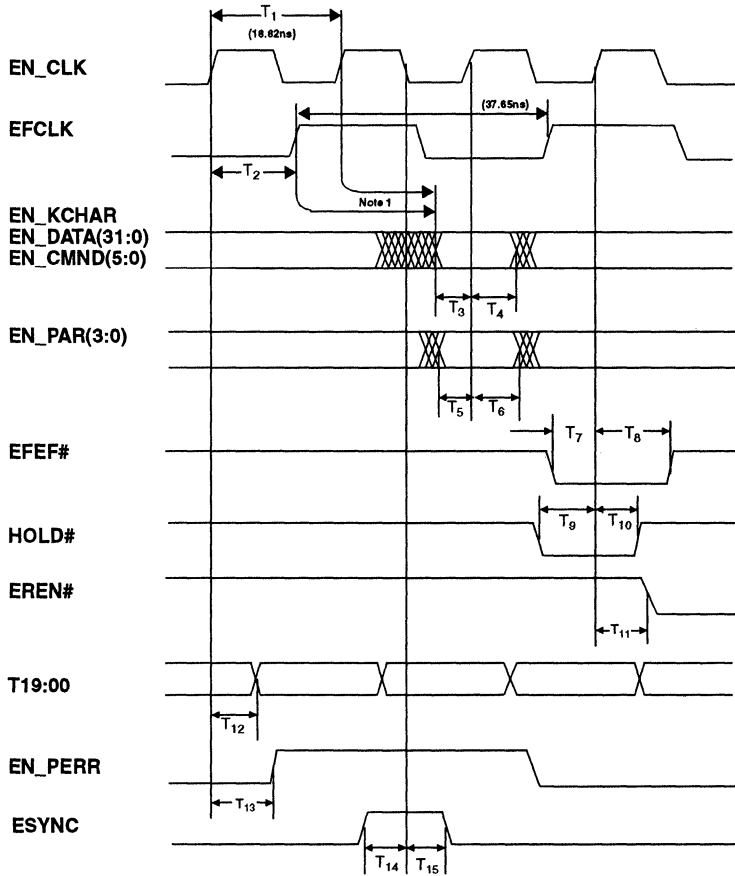 T1
(18.82ns)
EN_CLK
(37.65ns)
EFCLK
T2
Note 1
EN_KCHAR
EN_DATA(31:0)
EN_CMND(5:0)
T3 T4
EN_PAR(3:0)
T5 T6
T7 T8
EFEF#
T9 T10
HOLD#
EREN#
T11
T19:00
T12
EN_PERR
T13
ESYNC
T14 T15